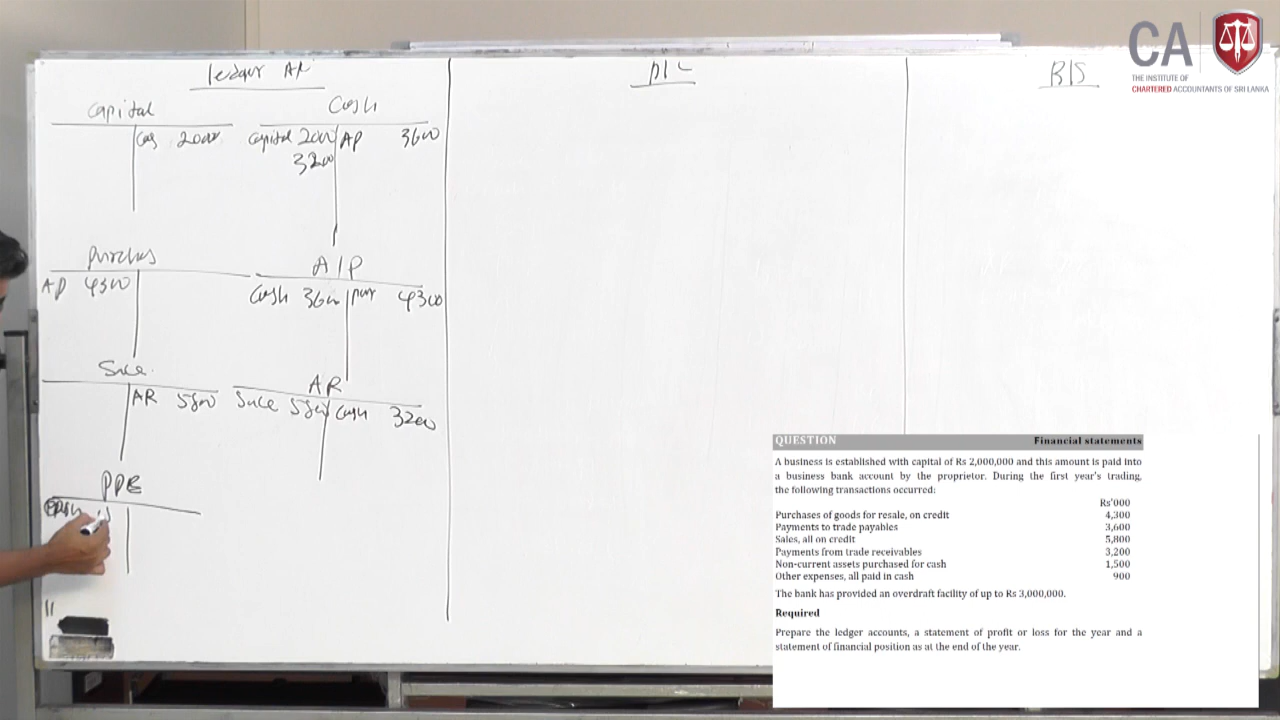 CA
THE INSTITUTE OF
CHARTERED ACCOUNTANTS OF SRI LANKA
ledger A/C
P/L
B/S
Capital
Cash
2000
Capital 2000 AP 3600
3200
A/P
AP 4300
Cash 3600 pur 4300
Sale
AR
AR 5800
Sale 5800 Cash 3200
PPE
QUESTION Financial statements
A business is established with capital of Rs 2,000,000 and this amount is paid into
a business bank account by the proprietor. During the first year's trading,
the following transactions occurred:
Rs'000
Purchases of goods for resale, on credit 4,300
Payments to trade payables 3,600
Sales, all on credit 5,800
Payments from trade receivables 3,200
Non-current assets purchased for cash 1,500
Other expenses, all paid in cash 900
The bank has provided an overdraft facility of up to Rs 3,000,000.
Required
Prepare the ledger accounts, a statement of profit or loss for the year and a
statement of financial position as at the end of the year.